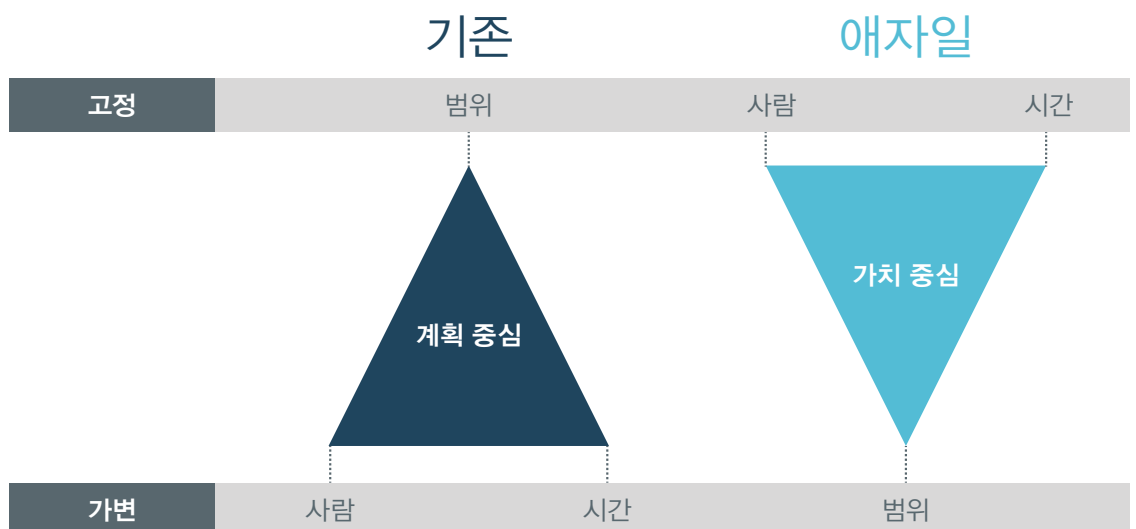 기존 애자일
고정 범위 사람 시간
가치 중심
계획 중심
가변 사람 시간 범위